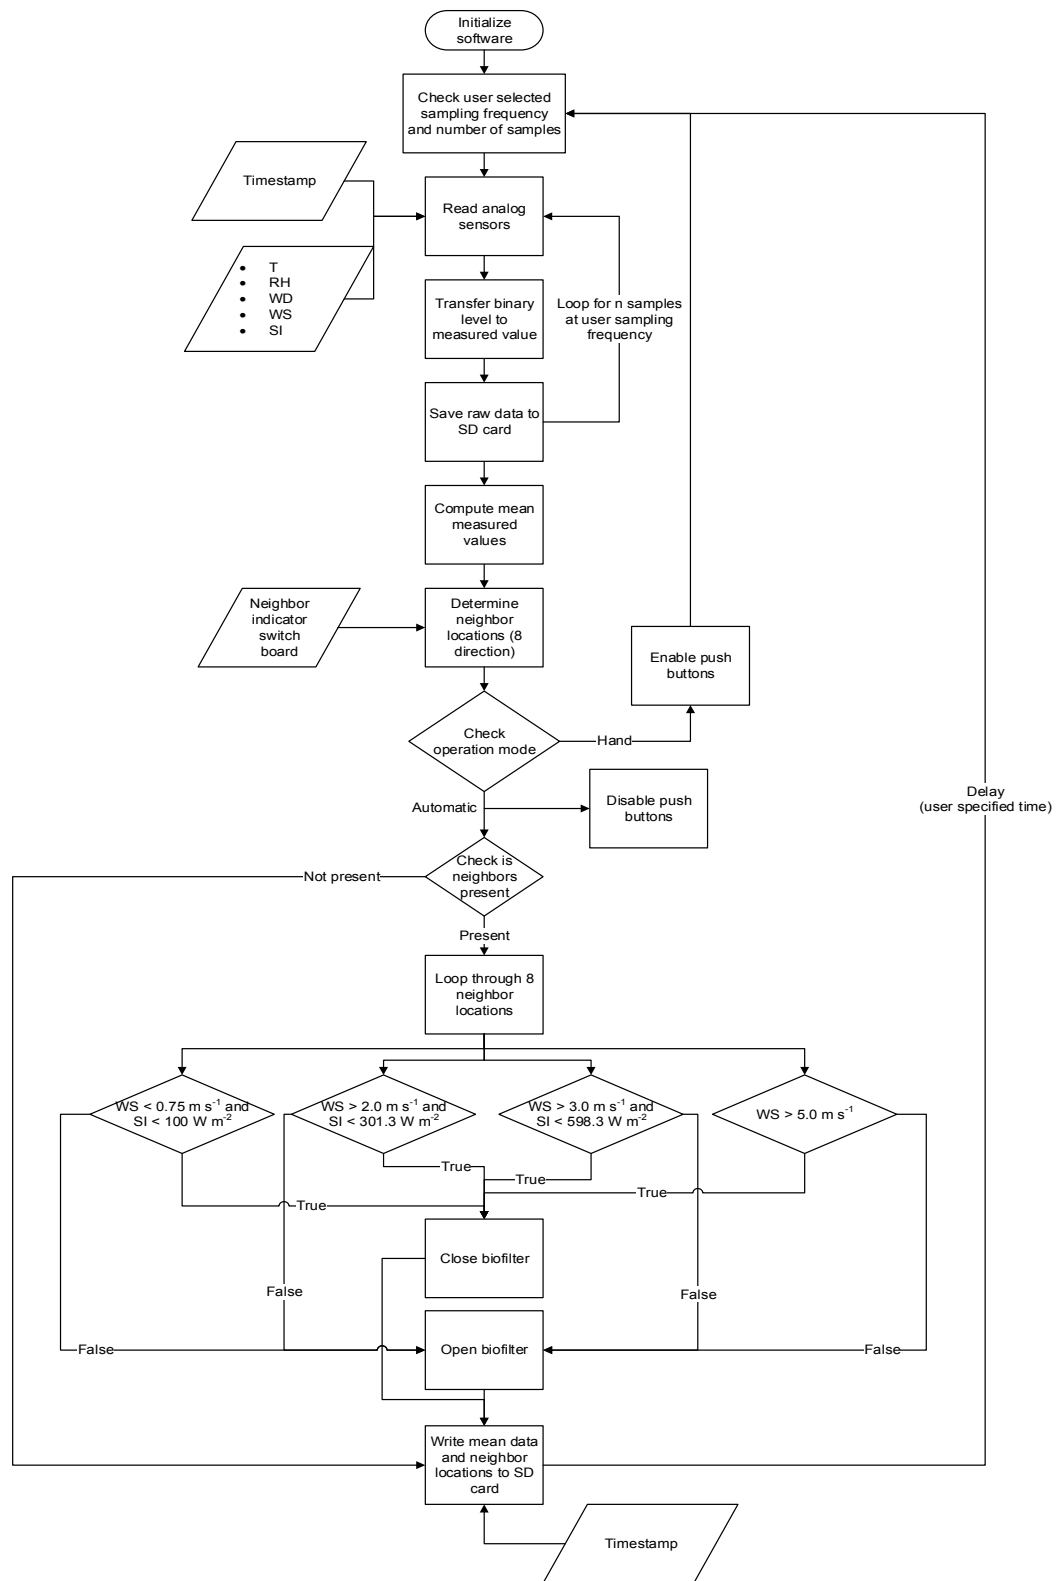 Initialize
software
Check user selected
sampling frequency
and number of samples
Timestamp
Read analog
sensors
• T
• RH
• WD
• WS
• SI
Transfer binary
level to
measured value
Loop for n samples
at user sampling
frequency
Save raw data to
SD card
Compute mean
measured
values
Neighbor
indicator
switch
board
Determine
neighbor
locations (8
direction)
Enable push
buttons
Check
operation mode
Hand
Automatic
Disable push
buttons
Delay
(user specified time)
Check is
neighbors
present
Not present
Present
Loop through 8
neighbor
locations
WS < 0.75 m s⁻¹ and
SI < 100 W m⁻²
WS > 2.0 m s⁻¹ and
SI < 301.3 W m⁻²
WS > 3.0 m s⁻¹ and
SI < 598.3 W m⁻²
WS > 5.0 m s⁻¹
True
True
True
True
Close biofilter
False
False
False
Open biofilter
False
Write mean data
and neighbor
locations to SD
card
Timestamp